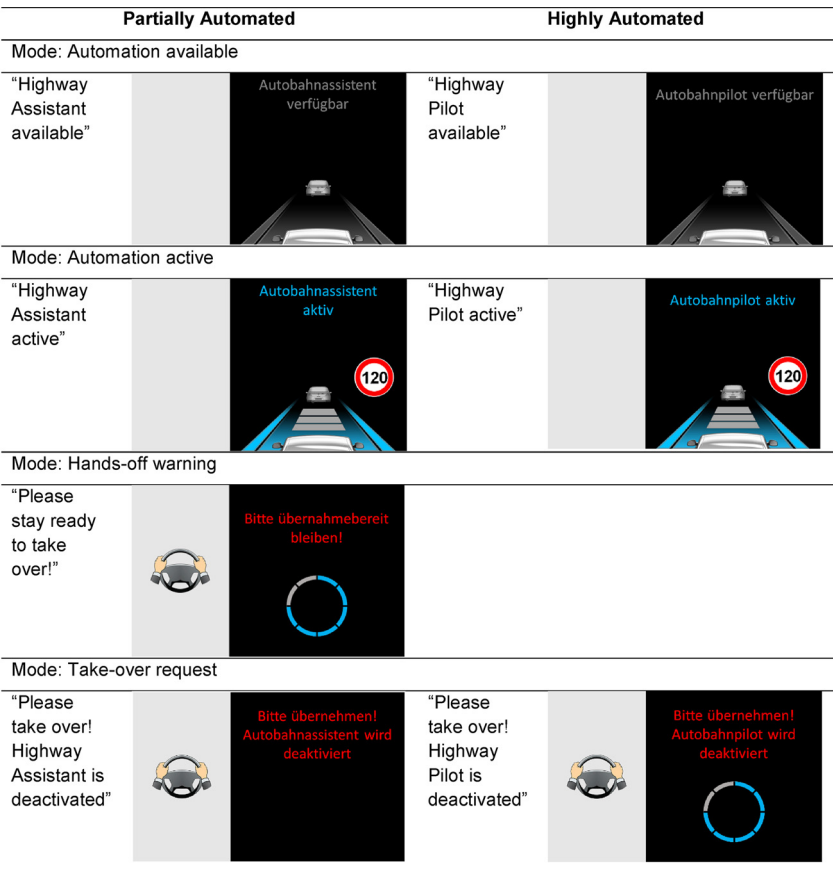 Partially Automated
Highly Automated
Mode: Automation available
“Highway
Assistant
available”
Autobahnassistent
verfügbar
“Highway
Pilot
available”
Autobahnpilot verfügbar
Mode: Automation active
“Highway
Assistant
active”
Autobahnassistent
aktiv
120
“Highway
Pilot active”
Autobahnpilot aktiv
120
Mode: Hands-off warning
“Please
stay ready
to take
over!”
Bitte übernahmebereit
bleiben!
Mode: Take-over request
“Please
take over!
Highway
Assistant is
deactivated”
Bitte übernehmen!
Autobahnassistent wird
deaktiviert
“Please
take over!
Highway
Pilot is
deactivated”
Bitte übernehmen!
Autobahnpilot wird
deaktiviert